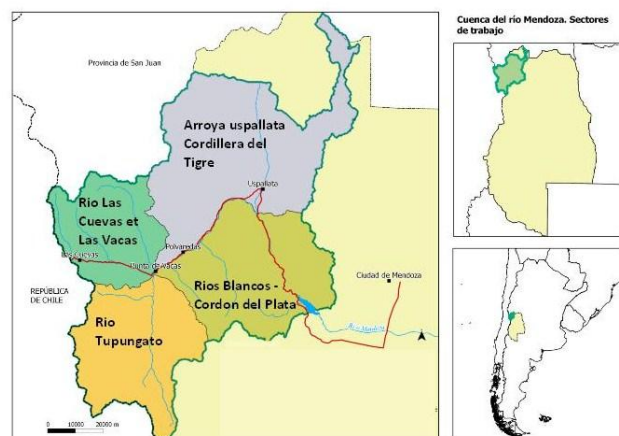 Provincia de San Juan
Arroya uspallata
Cordillera del
Tigre
Uspallata
Rio Las
Cuevas et
Las Vacas
Las Cuevas
Polvaredas
Punta de Vacas
REPÚBLICA
DE CHILE
Rios Blancos -
Cordon del Plata
Ciudad de Mendoza
Rio
Tupungato
0 10000 20000 m
Cuenca del río Mendoza. Sectores
de trabajo